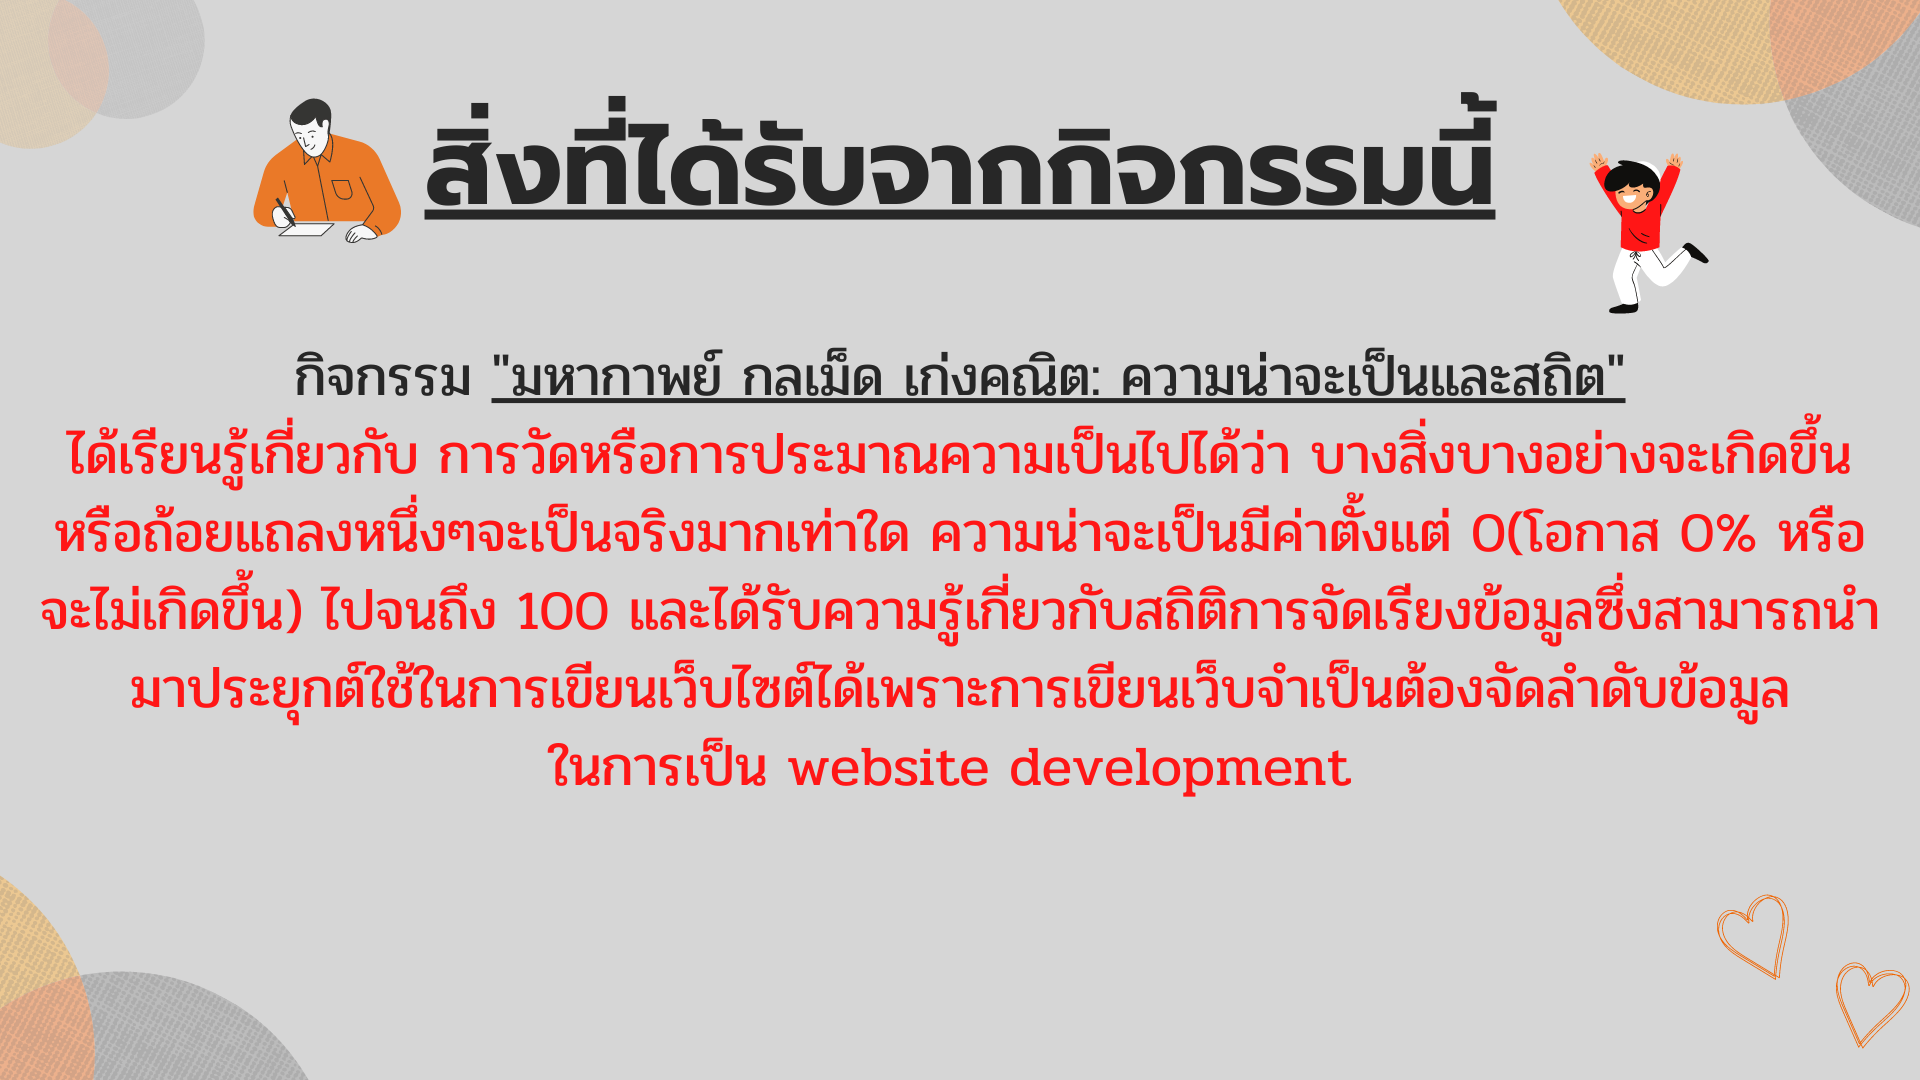 สิ่งที่ได้รับจากกิจกรรมนี้
กิจกรรม "มหากาพย์ กลเม็ด เก่งคณิต: ความน่าจะเป็นและสถิต"
ได้เรียนรู้เกี่ยวกับ การวัดหรือการประมาณความเป็นไปได้ว่า บางสิ่งบางอย่างจะเกิดขึ้น
หรือถ้อยแถลงหนึ่งๆจะเป็นจริงมากเท่าใด ความน่าจะเป็นมีค่าตั้งแต่ 0(โอกาส 0% หรือ
จะไม่เกิดขึ้น) ไปจนถึง 100 และได้รับความรู้เกี่ยวกับสถิติการจัดเรียงข้อมูลซึ่งสามารถนำ
มาประยุกต์ใช้ในการเขียนเว็บไซต์ได้เพราะการเขียนเว็บจำเป็นต้องจัดลำดับข้อมูล
ในการเป็น website development